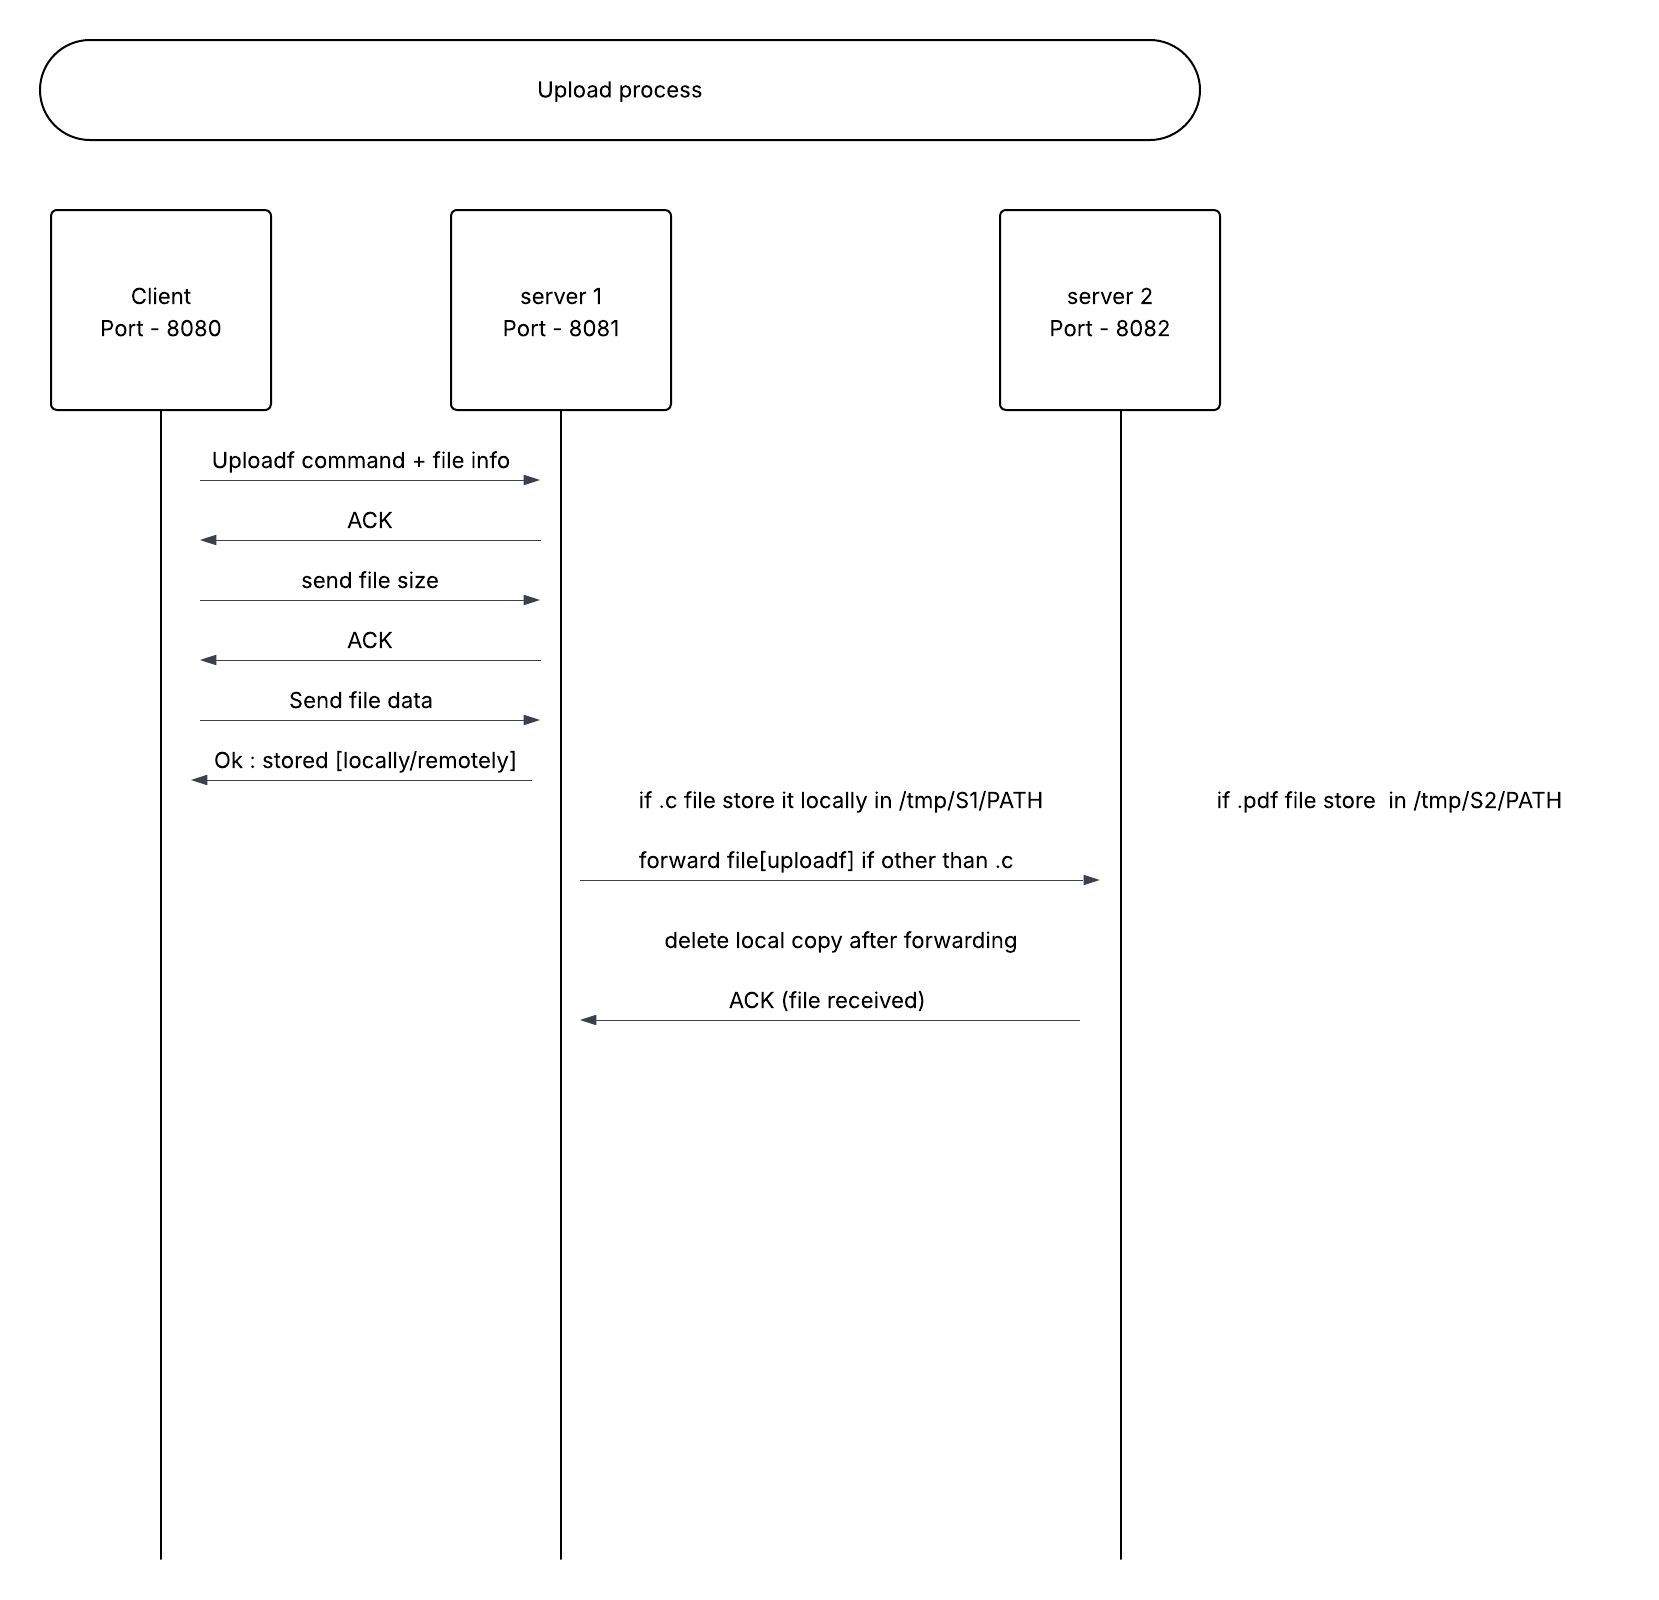 Upload process
Client
Port - 8080
server 1
Port - 8081
server 2
Port - 8082
Uploadf command + file info
ACK
send file size
ACK
Send file data
Ok : stored [locally/remotely]
if .c file store it locally in /tmp/S1/PATH
if .pdf file store  in /tmp/S2/PATH
forward file[uploadf] if other than .c
delete local copy after forwarding
ACK (file received)